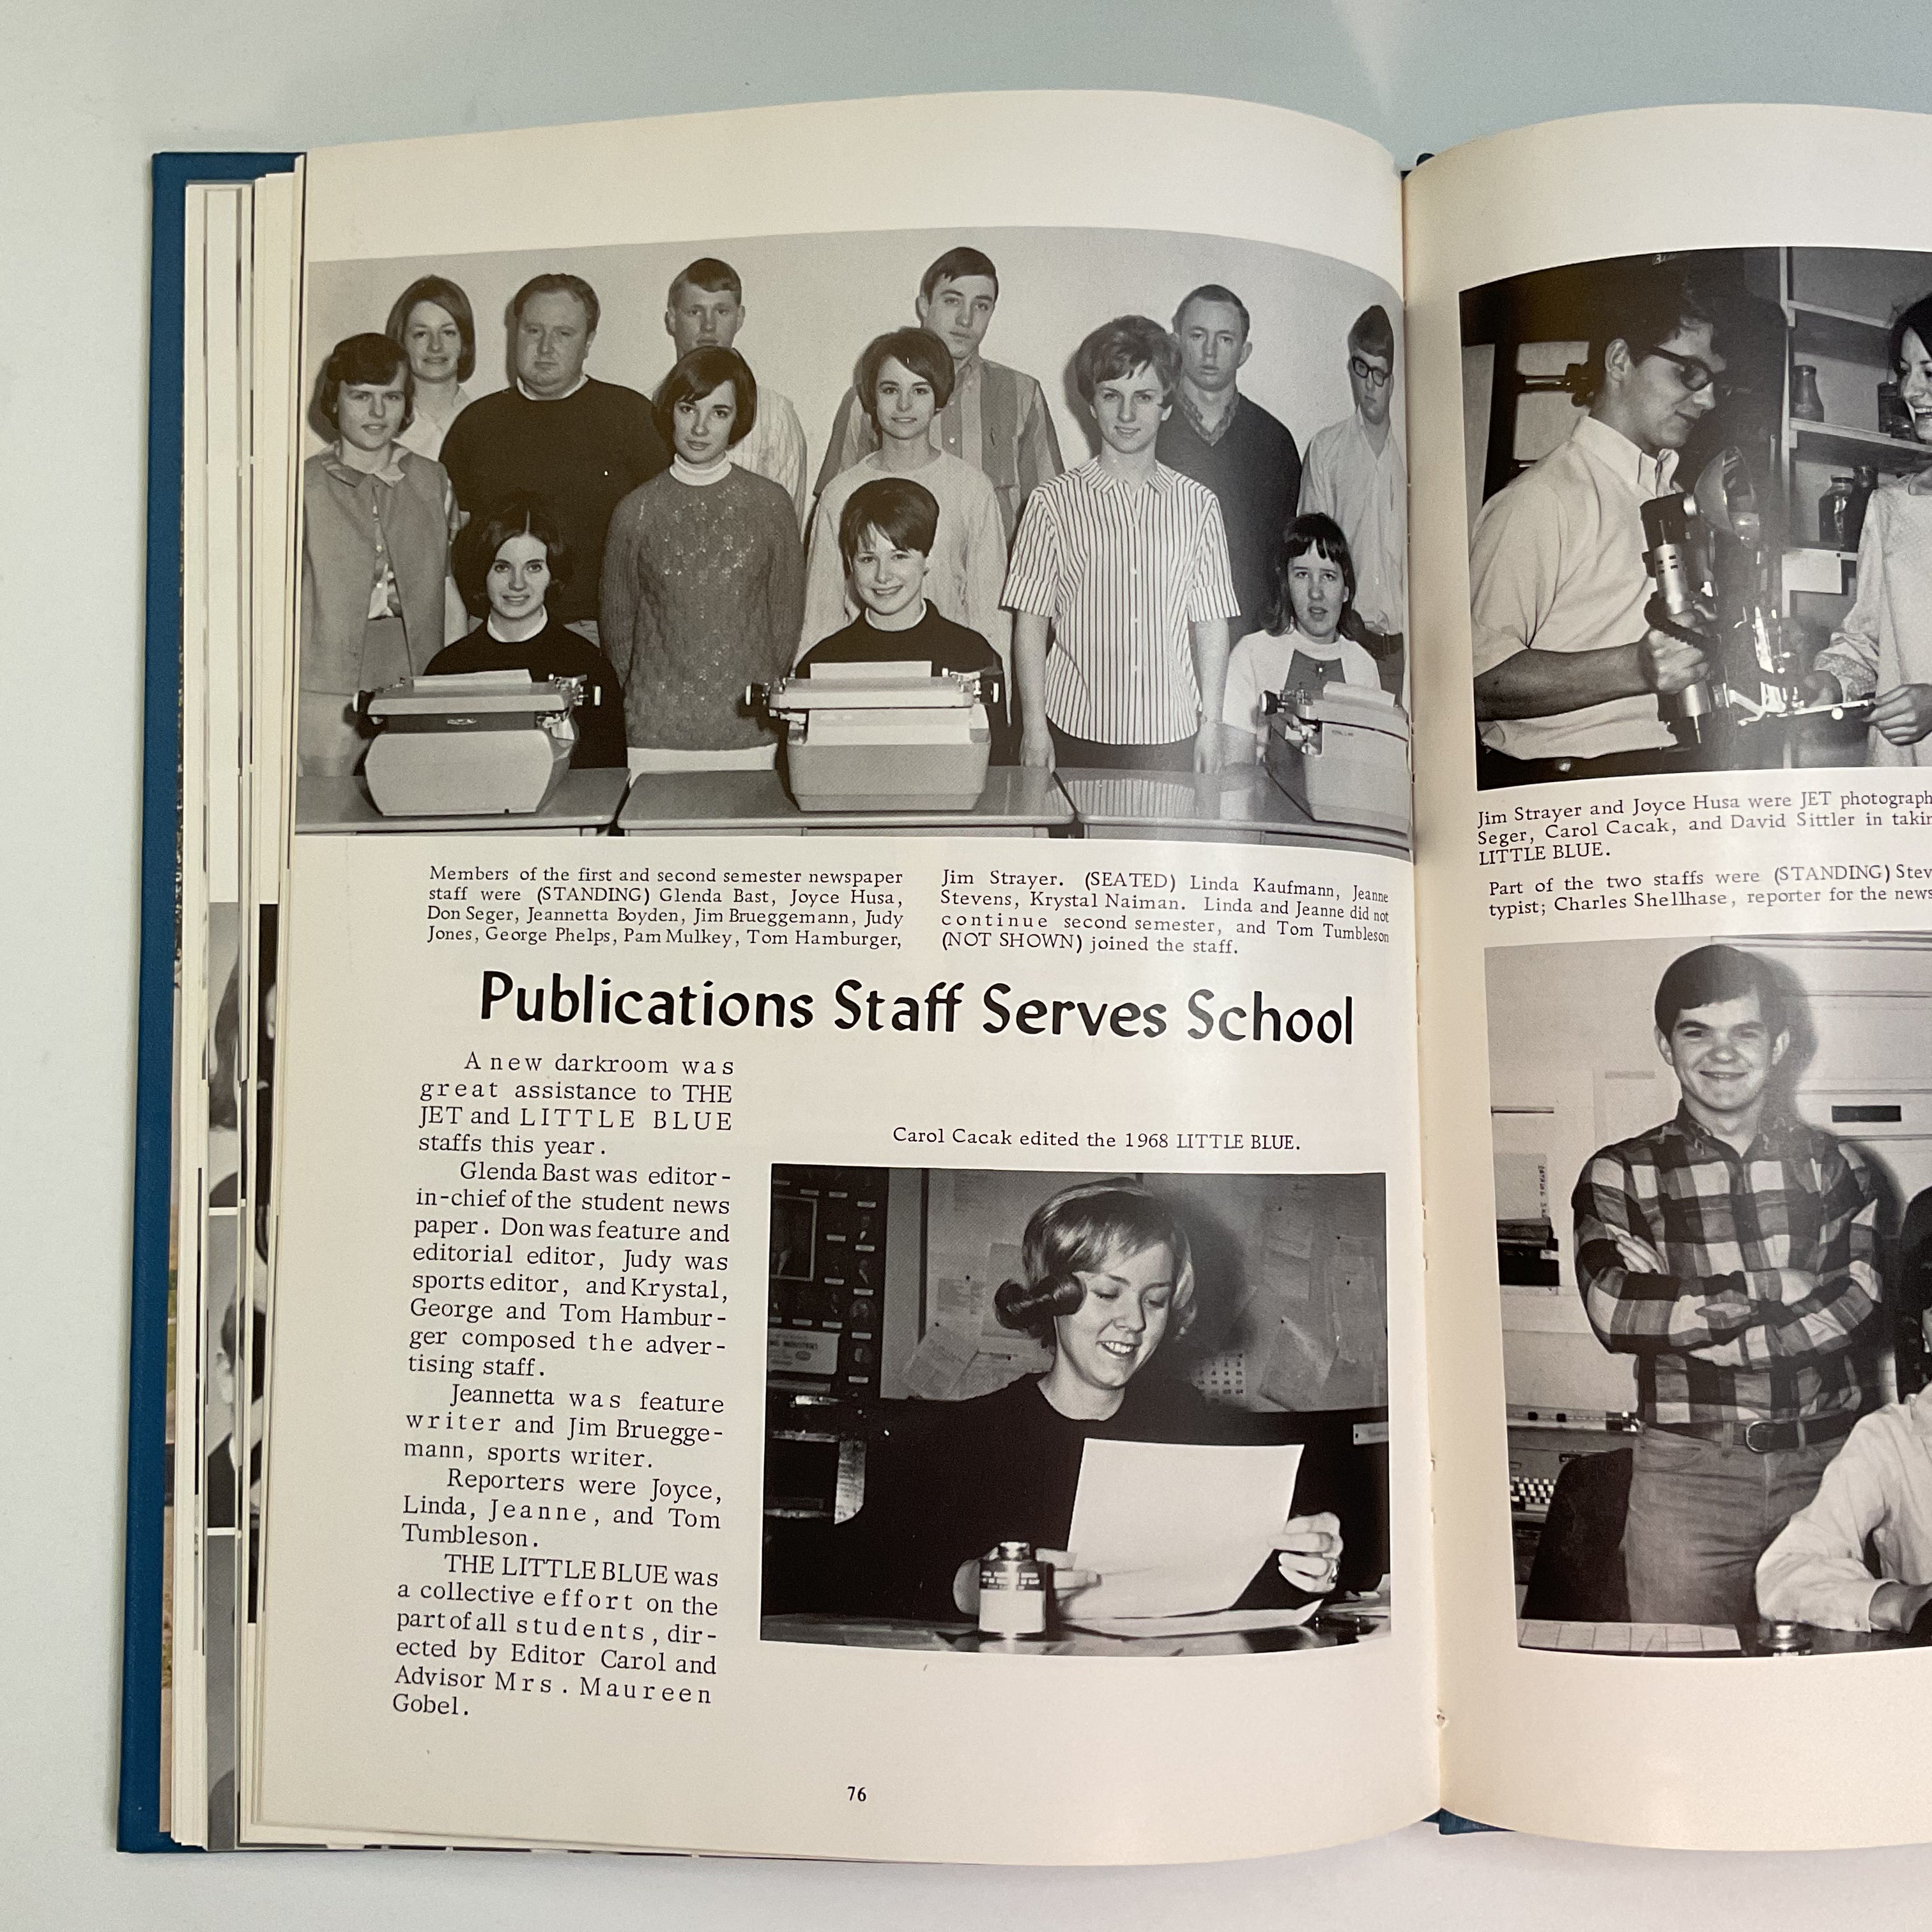 Members of the first and second semester newspaper
staff were (STANDING) Glenda Bast, Joyce Husa,
Don Seger, Jeannetta Boyden, Jim Brueggemann, Judy
Jones, George Phelps, Pam Mulkey, Tom Hamburger,
Jim Strayer. (SEATED) Linda Kaufmann, Jeanne
Stevens, Krystal Naiman. Linda and Jeanne did not
continue second semester, and Tom Tumbleson
(NOT SHOWN) joined the staff.
Publications Staff Serves School
A new darkroom was
great assistance to THE
JET and LITTLE BLUE
staffs this year.
Glenda Bast was editor-
in-chief of the student news
paper. Don was feature and
editorial editor, Judy was
sports editor, and Krystal,
George and Tom Hambur-
ger composed the adver-
tising staff.
Jeannetta was feature
writer and Jim Bruegge-
mann, sports writer.
Reporters were Joyce,
Linda, Jeanne, and Tom
Tumbleson.
THE LITTLE BLUE was
a collective effort on the
part of all students, dir-
ected by Editor Carol and
Advisor Mrs. Maureen
Gobel.
Carol Cacak edited the 1968 LITTLE BLUE.
76
Jim Strayer and Joyce Husa were JET photograph
Seger, Carol Cacak, and David Sittler in takin
LITTLE BLUE.
Part of the two staffs were (STANDING) Stev
typist; Charles Shellhase, reporter for the news